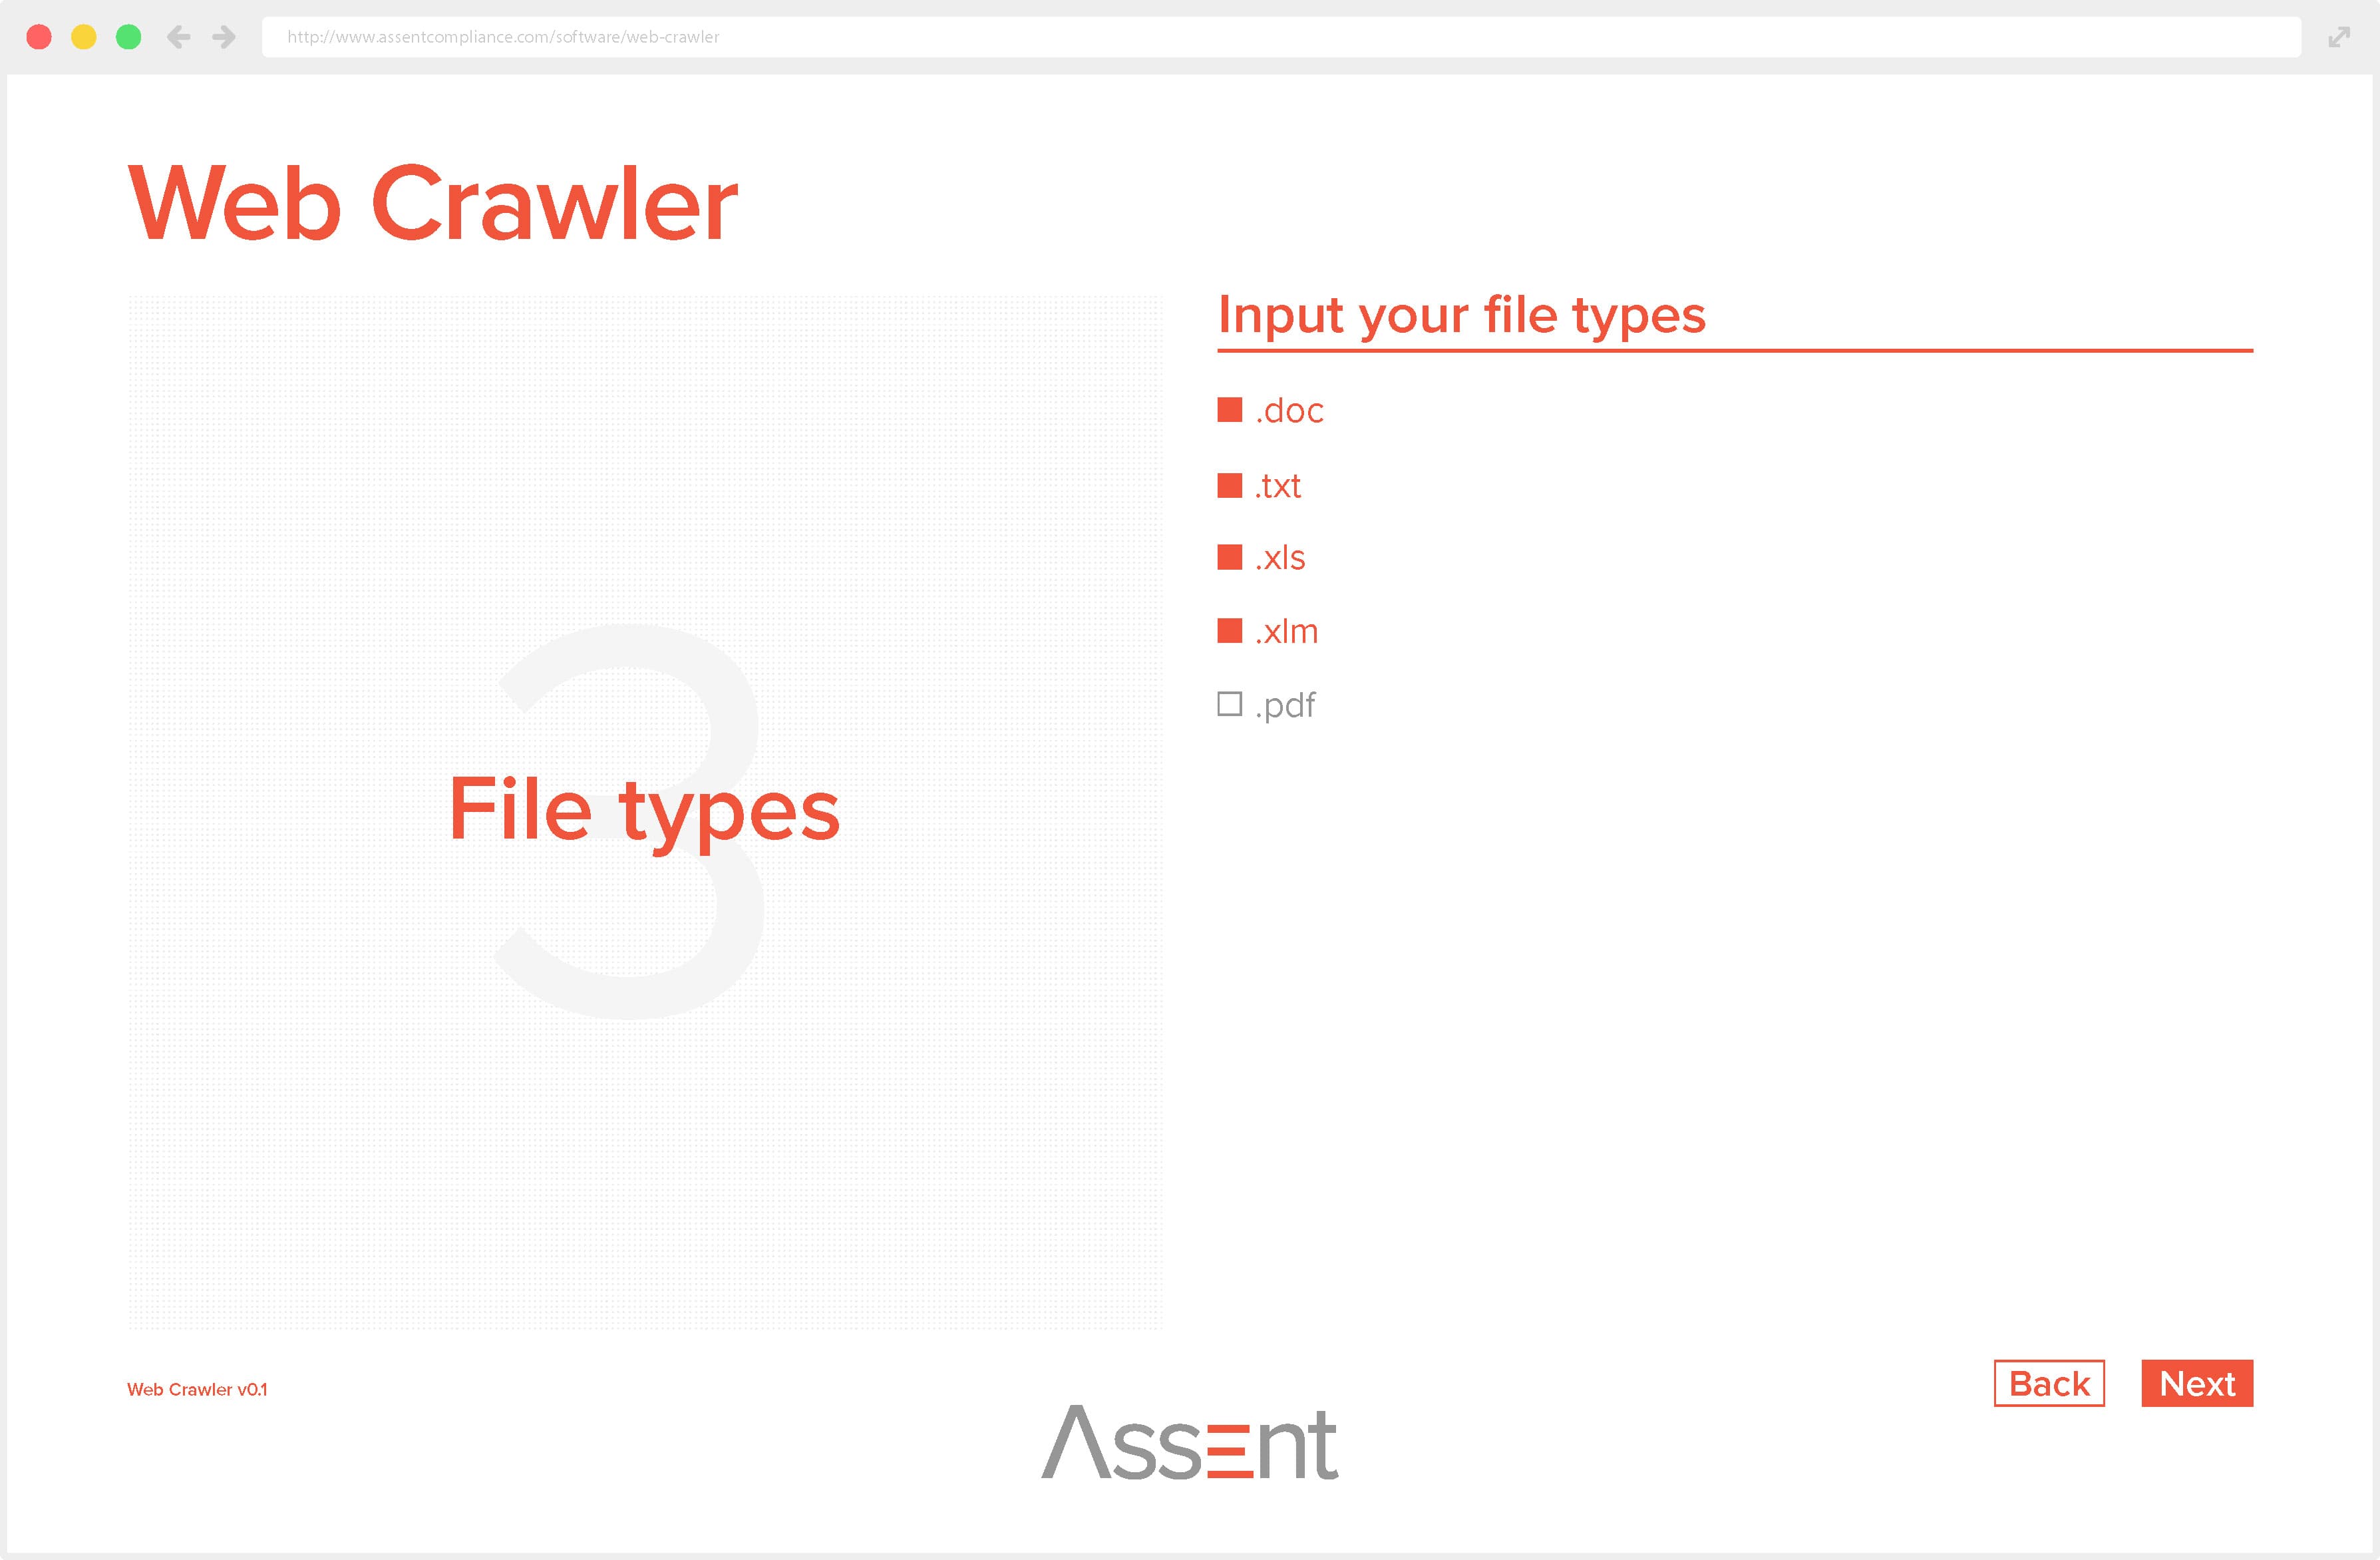 http://www.assentcompliance.com/software/web-crawler
Web Crawler
3
File types
Input your file types
.doc
.txt
.xls
.xlm
.pdf
Web Crawler v0.1
Back
Next
Assent